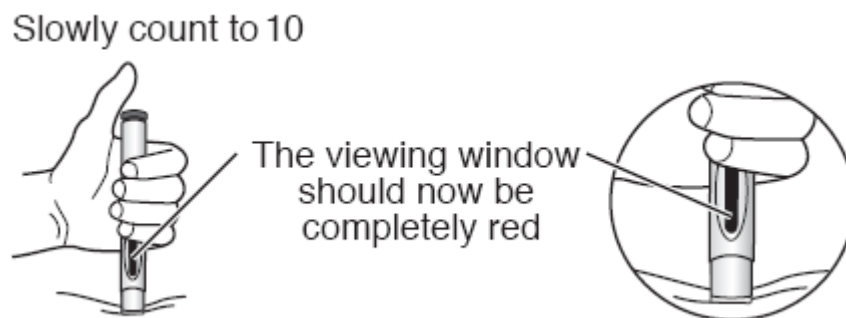 Slowly count to 10
The viewing window
should now be
completely red